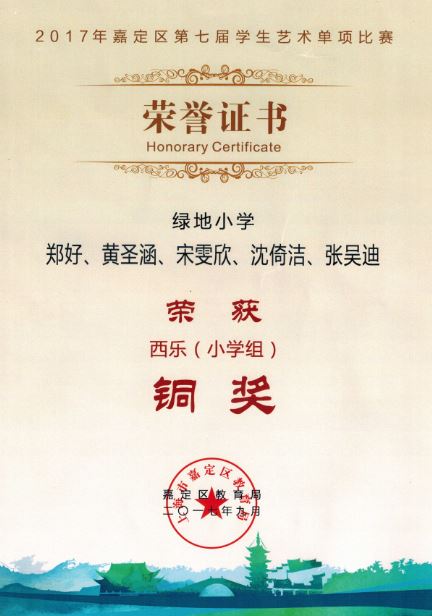 2017年嘉定区第七届学生艺术单项比赛
荣誉证书
Honorary Certificate
绿地小学
郑好、黄圣涵、宋雯欣、沈倚洁、张吴迪
荣获
西乐（小学组）
铜奖
上海市嘉定区教育局
嘉定区教育局
二〇一七年九月